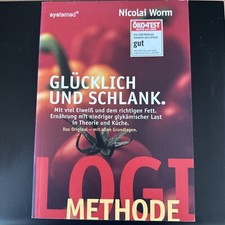 systemed
Nicolai Worm
ÖKO-TEST
gut
GLÜCKLICH
UND SCHLANK.
Mit viel Eiweiß und dem richtigen Fett.
Ernährung mit niedriger glykämischer Last
in Theorie und Küche.
Das Original – mit allen Grundlagen.
LOGI
METHODE